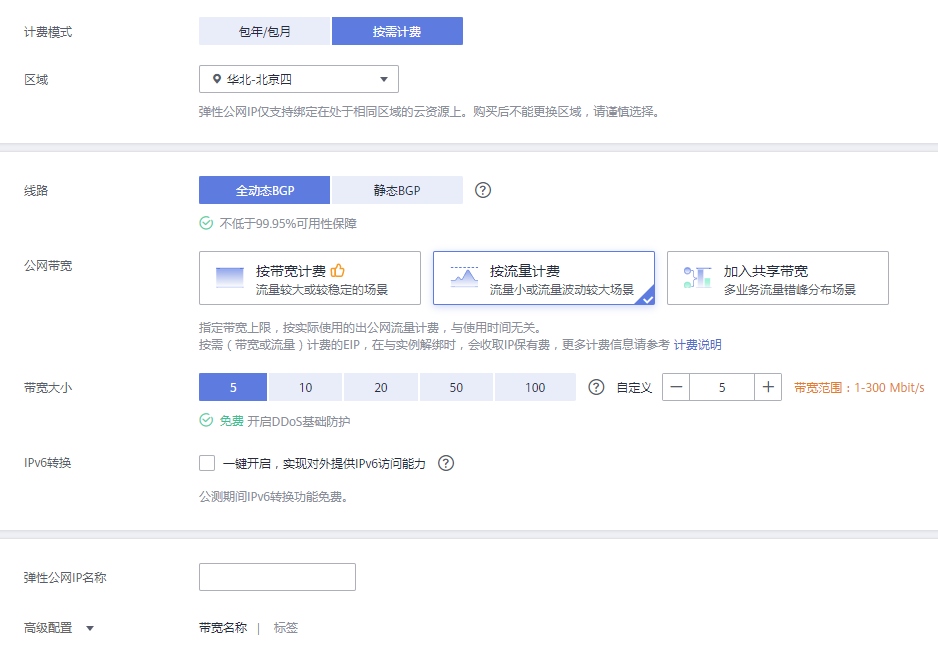 计费模式 包年/包月 按需计费
区域 华北-北京四
弹性公网IP仅支持绑定在处于相同区域的云资源上。购买后不能更换区域，请谨慎选择。
线路 全动态BGP 静态BGP ?
不低于99.95%可用性保障
公网带宽 按带宽计费 按流量计费 加入共享带宽
流量较大或较稳定的场景 流量小或流量波动较大场景 多业务流量错峰分布场景
指定带宽上限，按实际使用的出公网流量计费，与使用时间无关。
按需（带宽或流量）计费的EIP，在与实例解绑时，会收取IP保有费，更多计费信息请参考 计费说明
带宽大小 5 10 20 50 100 ? 自定义 — 5 + 带宽范围：1-300 Mbit/s
免费 开启DDoS基础防护
IPv6转换 一键开启，实现对外提供IPv6访问能力 ?
公测期间IPv6转换功能免费。
弹性公网IP名称
高级配置 带宽名称 | 标签